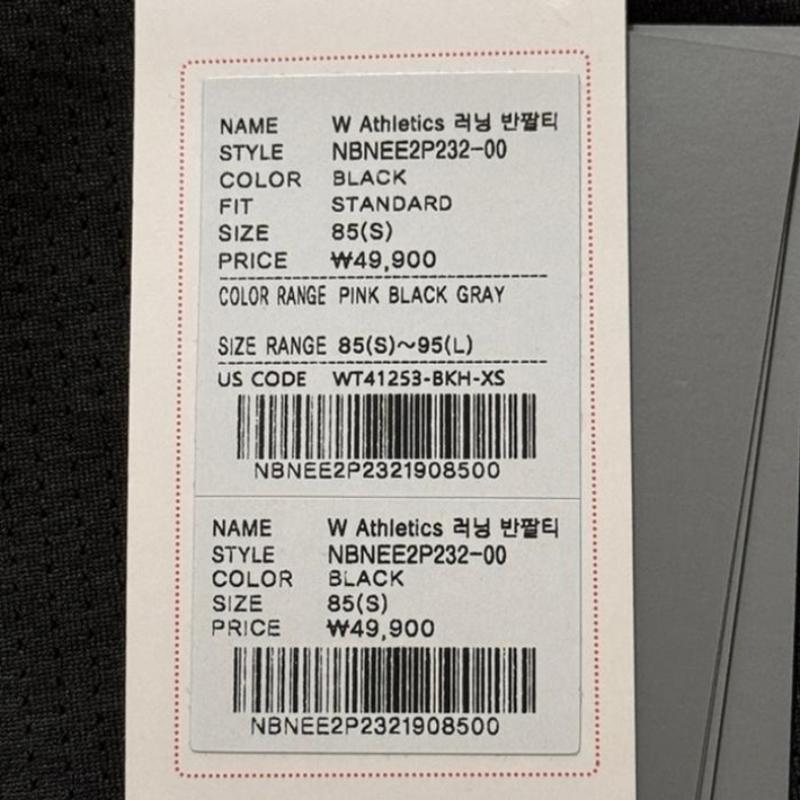 NAME W Athletics 러닝 반팔티
STYLE NBNEE2P232-00
COLOR BLACK
FIT STANDARD
SIZE 85(S)
PRICE ₩49,900
COLOR RANGE PINK BLACK GRAY
SIZE RANGE 85(S)~95(L)
US CODE WT41253-BKH-XS
NBNEE2P2321908500
NAME W Athletics 러닝 반팔티
STYLE NBNEE2P232-00
COLOR BLACK
SIZE 85(S)
PRICE ₩49,900
NBNEE2P2321908500